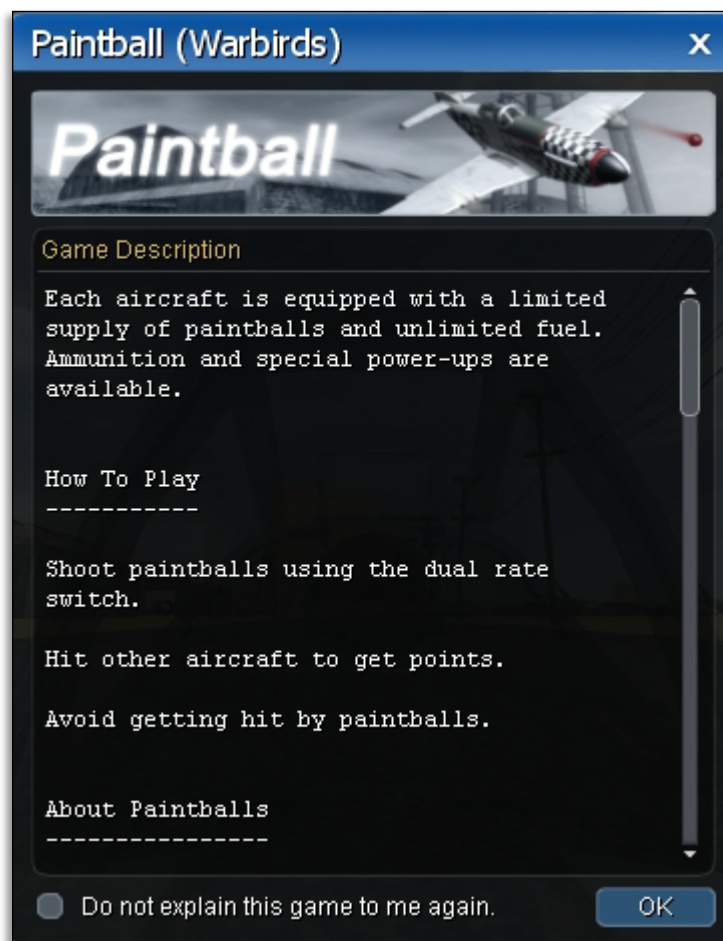 Paintball (Warbirds)
x
Paintball
Game Description
Each aircraft is equipped with a limited
supply of paintballs and unlimited fuel.
Ammunition and special power-ups are
available.
How To Play
-----------
Shoot paintballs using the dual rate
switch.
Hit other aircraft to get points.
Avoid getting hit by paintballs.
About Paintballs
----------------
Do not explain this game to me again.
OK